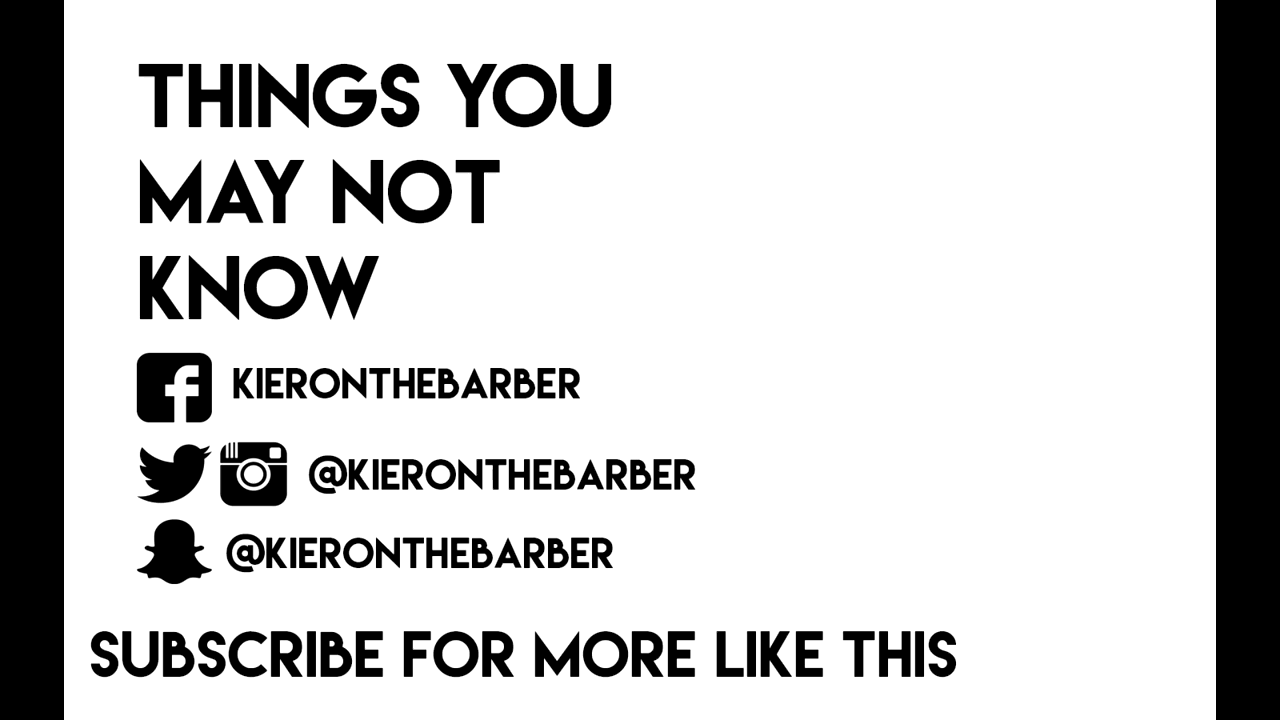 THINGS YOU
MAY NOT
KNOW
KIERONTHEBARBER
@KIERONTHEBARBER
@KIERONTHEBARBER
SUBSCRIBE FOR MORE LIKE THIS